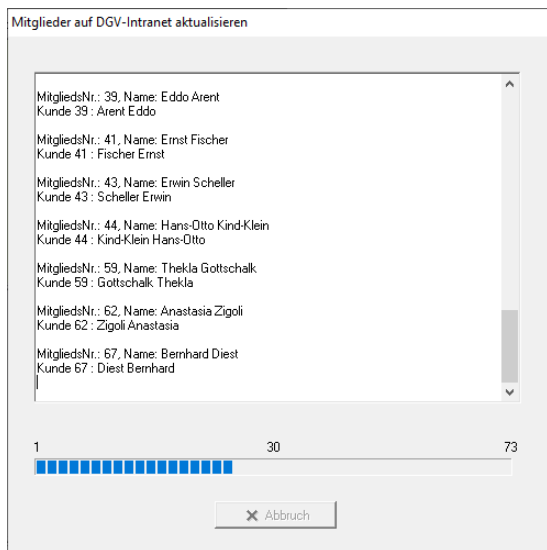 Mitglieder auf DGV-Intranet aktualisieren
MitgliedsNr.: 39, Name: Eddo Arent
Kunde 39 : Arent Eddo
MitgliedsNr.: 41, Name: Ernst Fischer
Kunde 41 : Fischer Ernst
MitgliedsNr.: 43, Name: Erwin Scheller
Kunde 43 : Scheller Erwin
MitgliedsNr.: 44, Name: Hans-Otto Kind-Klein
Kunde 44 : Kind-Klein Hans-Otto
MitgliedsNr.: 59, Name: Thekla Gottschalk
Kunde 59 : Gottschalk Thekla
MitgliedsNr.: 62, Name: Anastasia Zigoli
Kunde 62 : Zigoli Anastasia
MitgliedsNr.: 67, Name: Bernhard Diest
Kunde 67 : Diest Bernhard
1 30 73
Abbruch